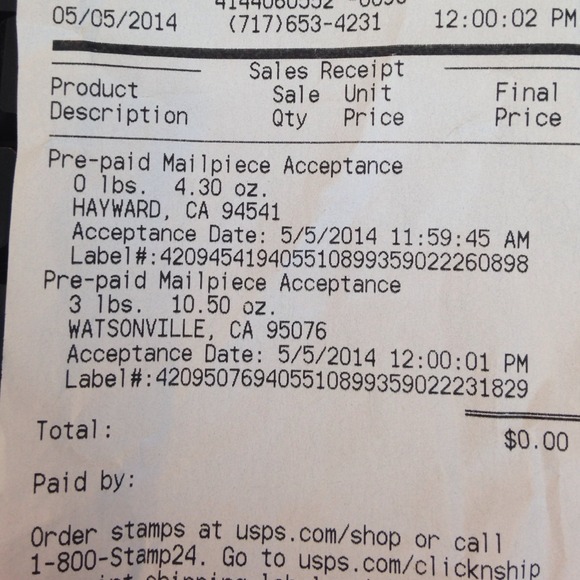 05/05/2014 (717)653-4231 12:00:02 PM
Sales Receipt
Product Sale Unit Final
Description Qty Price Price
Pre-paid Mailpiece Acceptance
0 lbs. 4.30 oz.
HAYWARD, CA 94541
Acceptance Date: 5/5/2014 11:59:45 AM
Label#:420945419405510899359022260898
Pre-paid Mailpiece Acceptance
3 lbs. 10.50 oz.
WATSONVILLE, CA 95076
Acceptance Date: 5/5/2014 12:00:01 PM
Label#:420950769405510899359022231829
Total: $0.00
Paid by:
Order stamps at usps.com/shop or call
1-800-Stamp24. Go to usps.com/clicknship